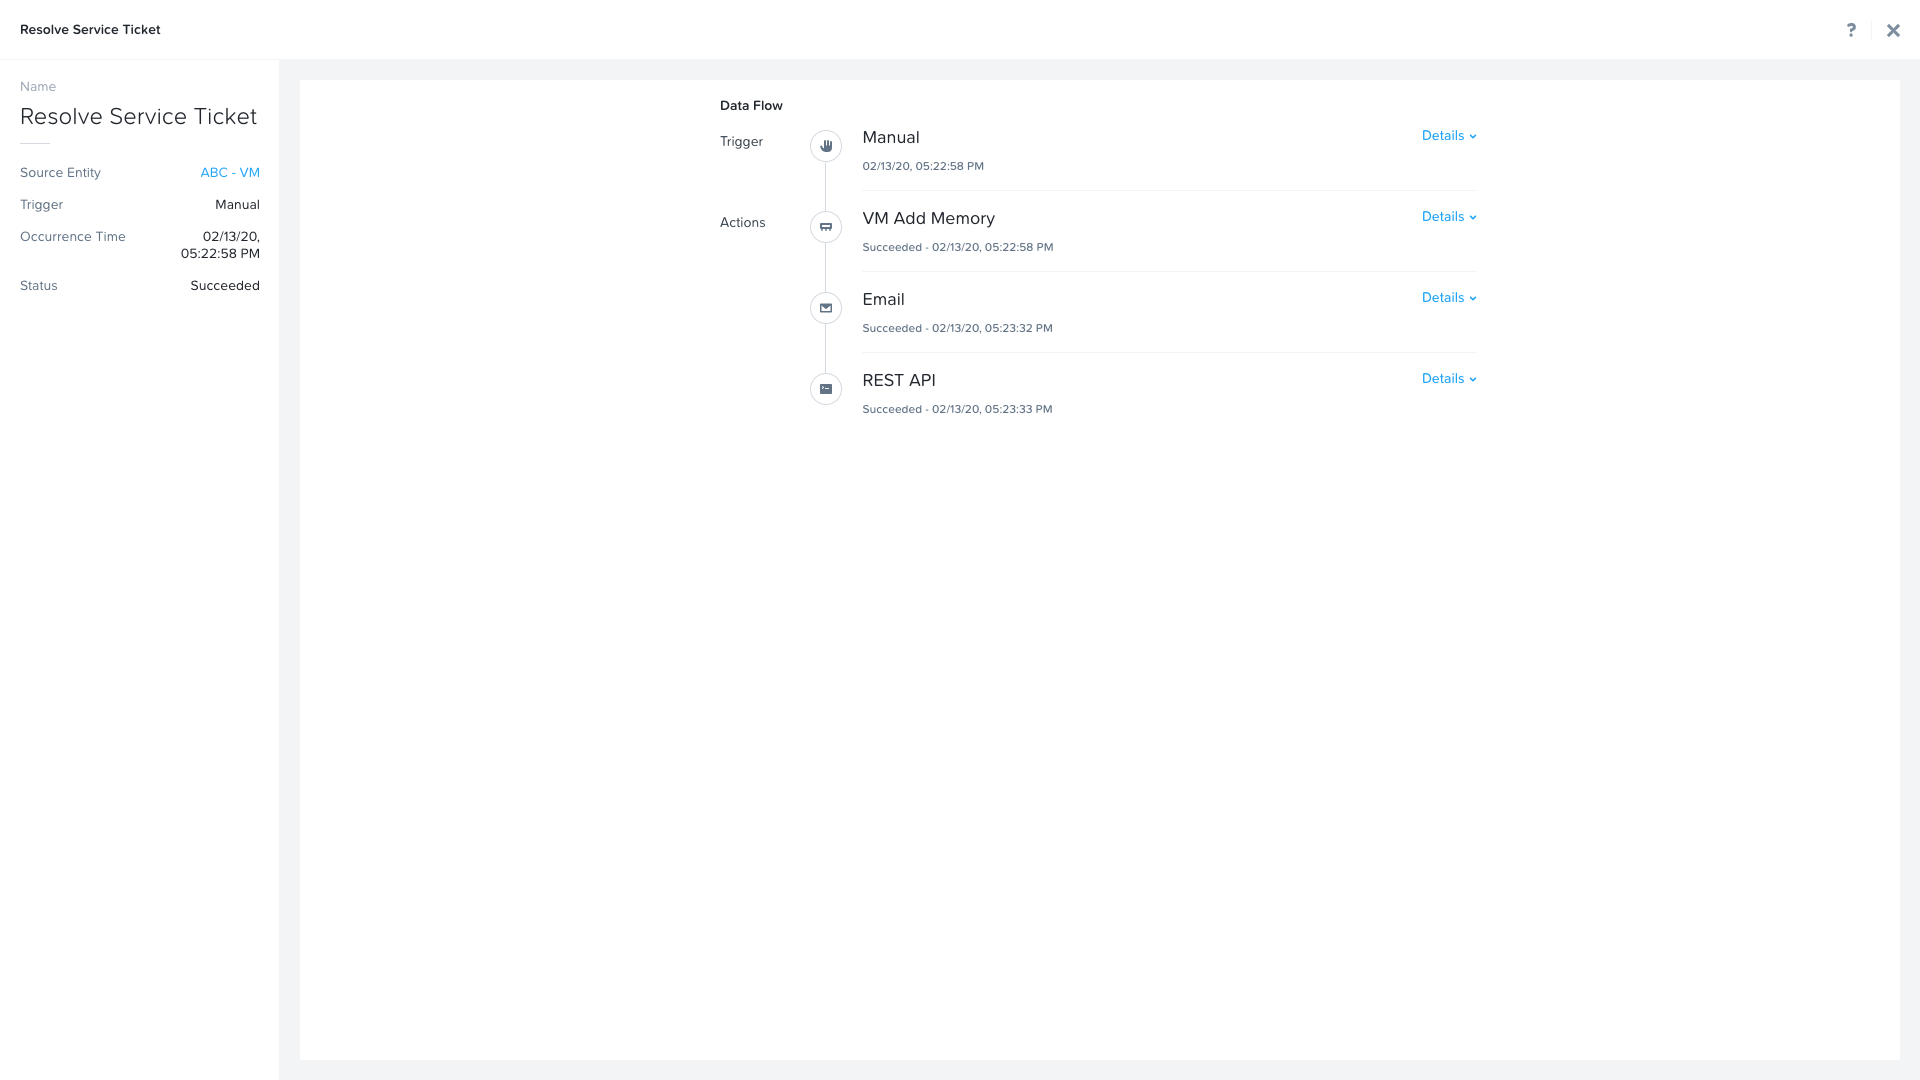 Resolve Service Ticket
?
Name
Resolve Service Ticket
Source Entity ABC - VM
Trigger Manual
Occurrence Time 02/13/20,
05:22:58 PM
Status Succeeded
Data Flow
Trigger
Manual
Details
02/13/20, 05:22:58 PM
Actions
VM Add Memory
Details
Succeeded - 02/13/20, 05:22:58 PM
Email
Details
Succeeded - 02/13/20, 05:23:32 PM
REST API
Details
Succeeded - 02/13/20, 05:23:33 PM